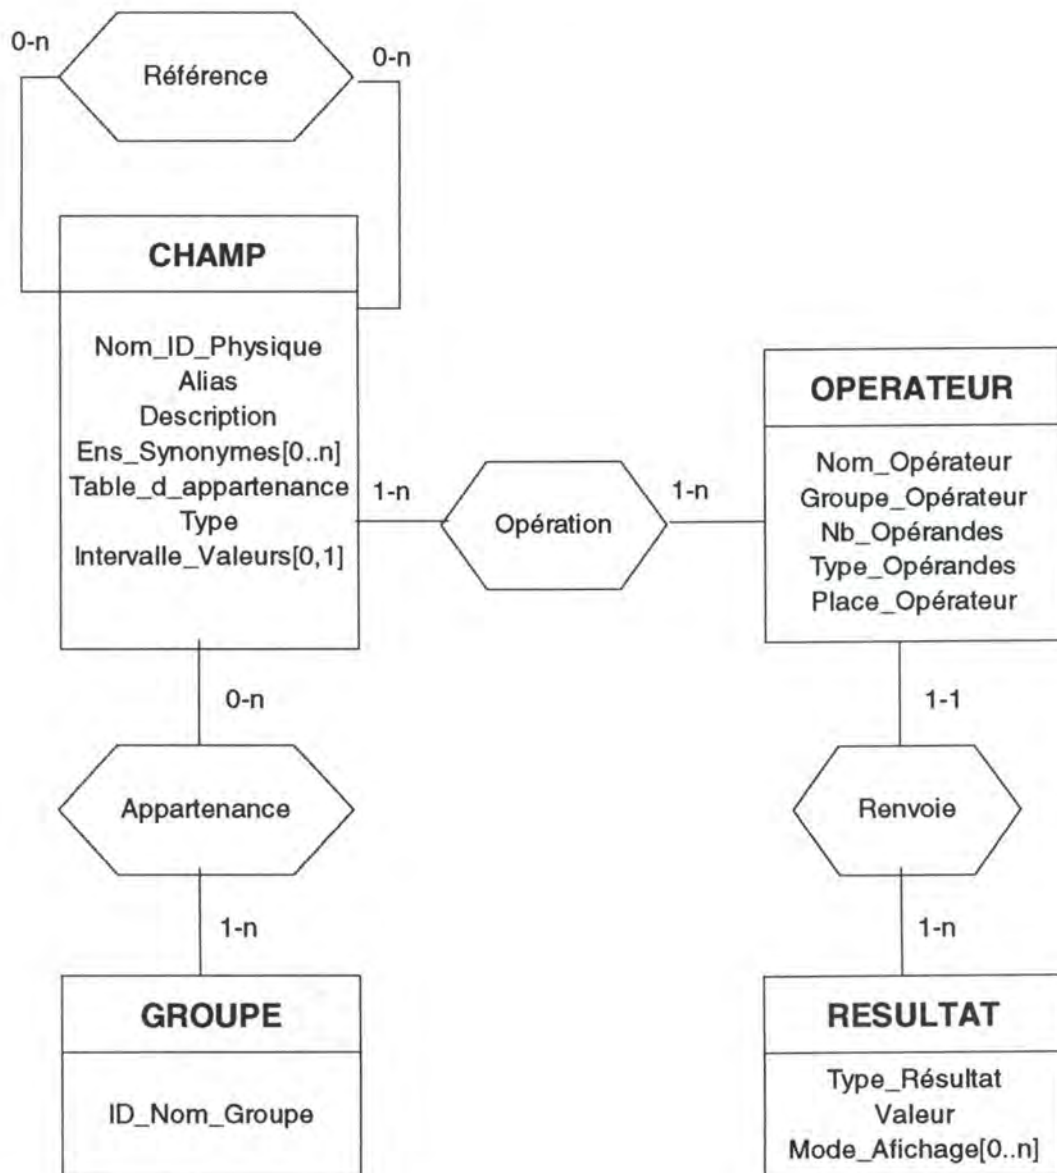 0-n
0-n
Référence
CHAMP
Nom_ID_Physique
Alias
Description
Ens_Synonymes[0..n]
Table_d_appartenance
Type
Intervalle_Valeurs[0,1]
1-n
Opération
1-n
OPERATEUR
Nom_Opérateur
Groupe_Opérateur
Nb_Opérandes
Type_Opérandes
Place_Opérateur
0-n
Appartenance
1-n
GROUPE
ID_Nom_Groupe
1-1
Renvoie
1-n
RESULTAT
Type_Résultat
Valeur
Mode_Afichage[0..n]